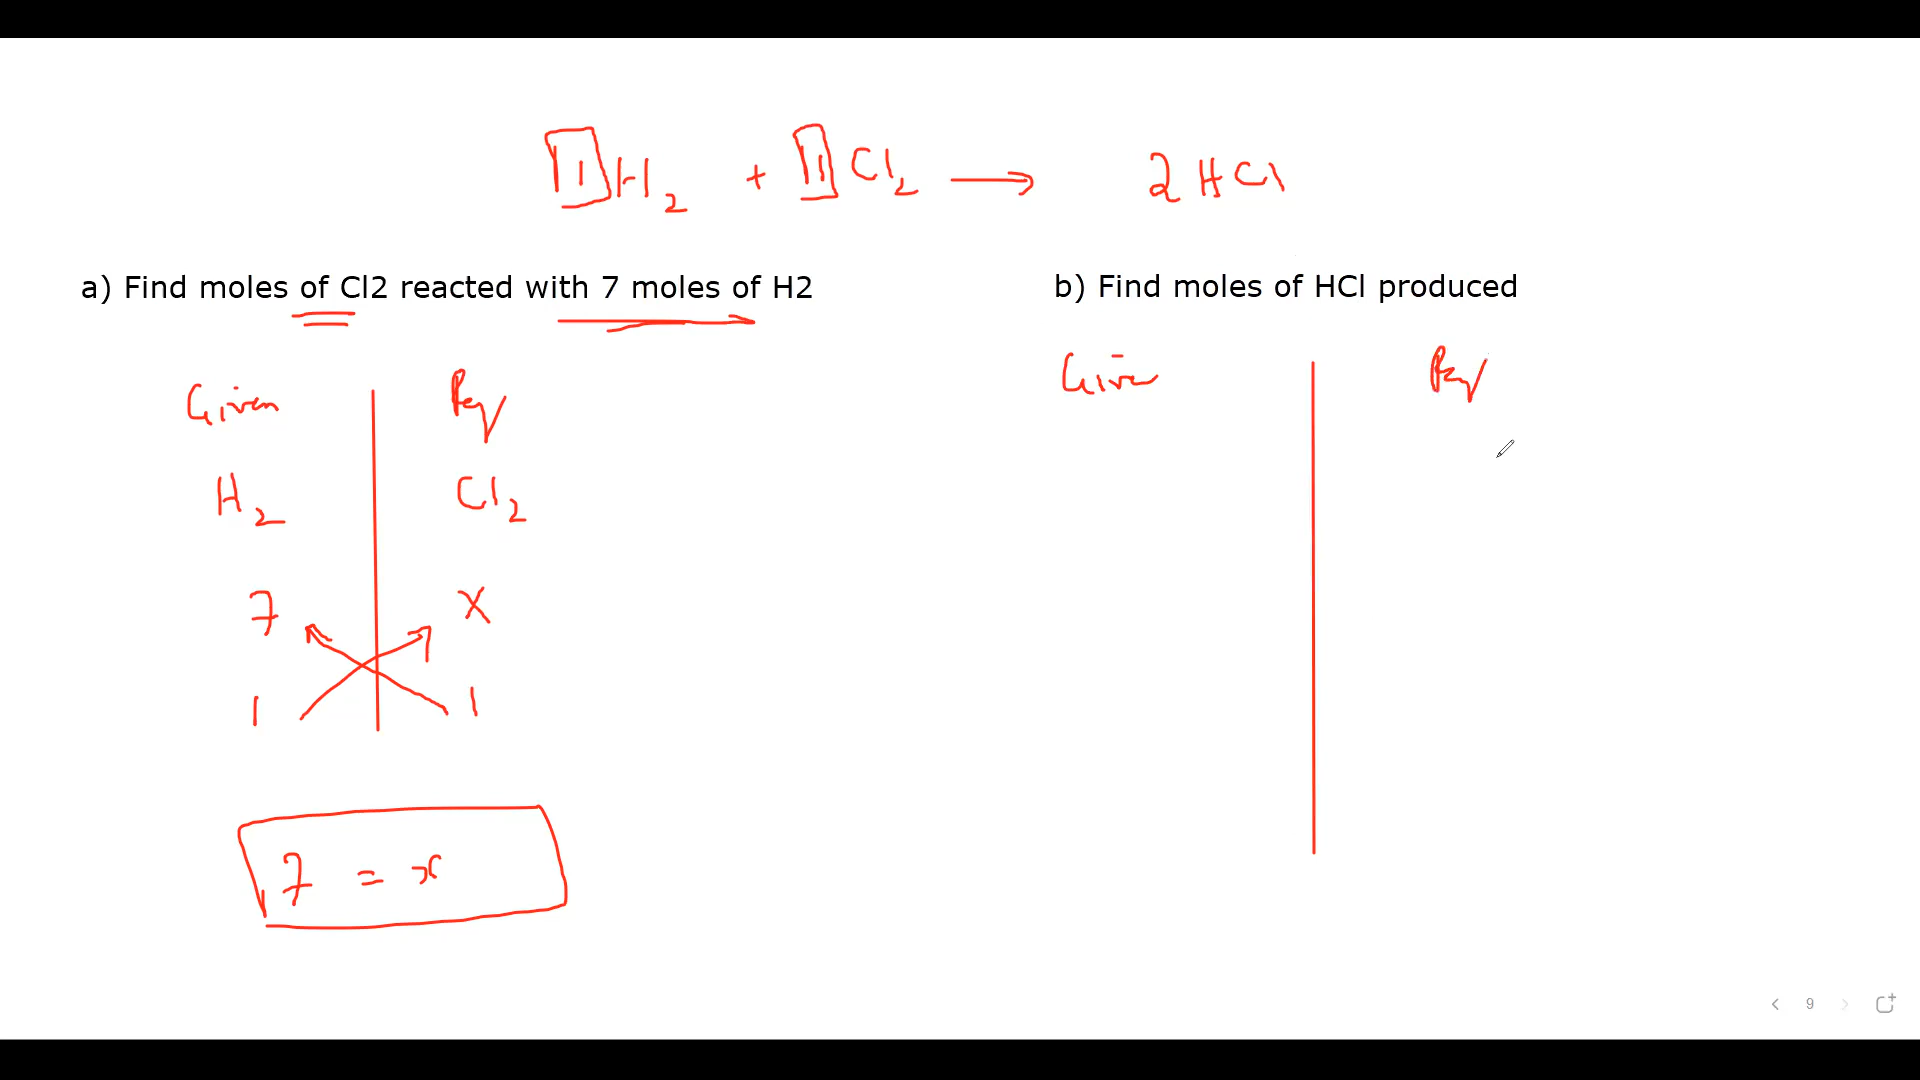 1 H2 + 1 Cl2 → 2 HCl
a) Find moles of Cl2 reacted with 7 moles of H2
Given Req
H2 Cl2
7 x
1 1
7 = x
b) Find moles of HCl produced
Given Req
9